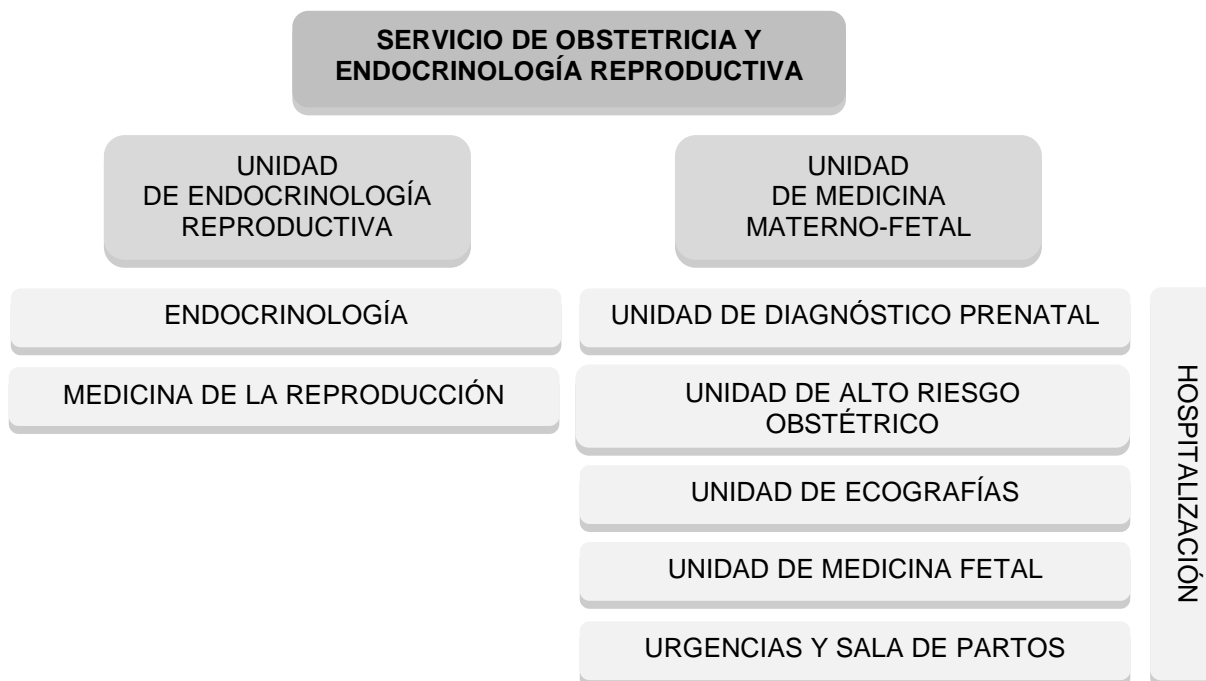 SERVICIO DE OBSTETRICIA Y
ENDOCRINOLOGÍA REPRODUCTIVA
UNIDAD
DE ENDOCRINOLOGÍA
REPRODUCTIVA
UNIDAD
DE MEDICINA
MATERNO-FETAL
ENDOCRINOLOGÍA
MEDICINA DE LA REPRODUCCIÓN
UNIDAD DE DIAGNÓSTICO PRENATAL
UNIDAD DE ALTO RIESGO
OBSTÉTRICO
UNIDAD DE ECOGRAFÍAS
UNIDAD DE MEDICINA FETAL
URGENCIAS Y SALA DE PARTOS
HOSPITALIZACIÓN